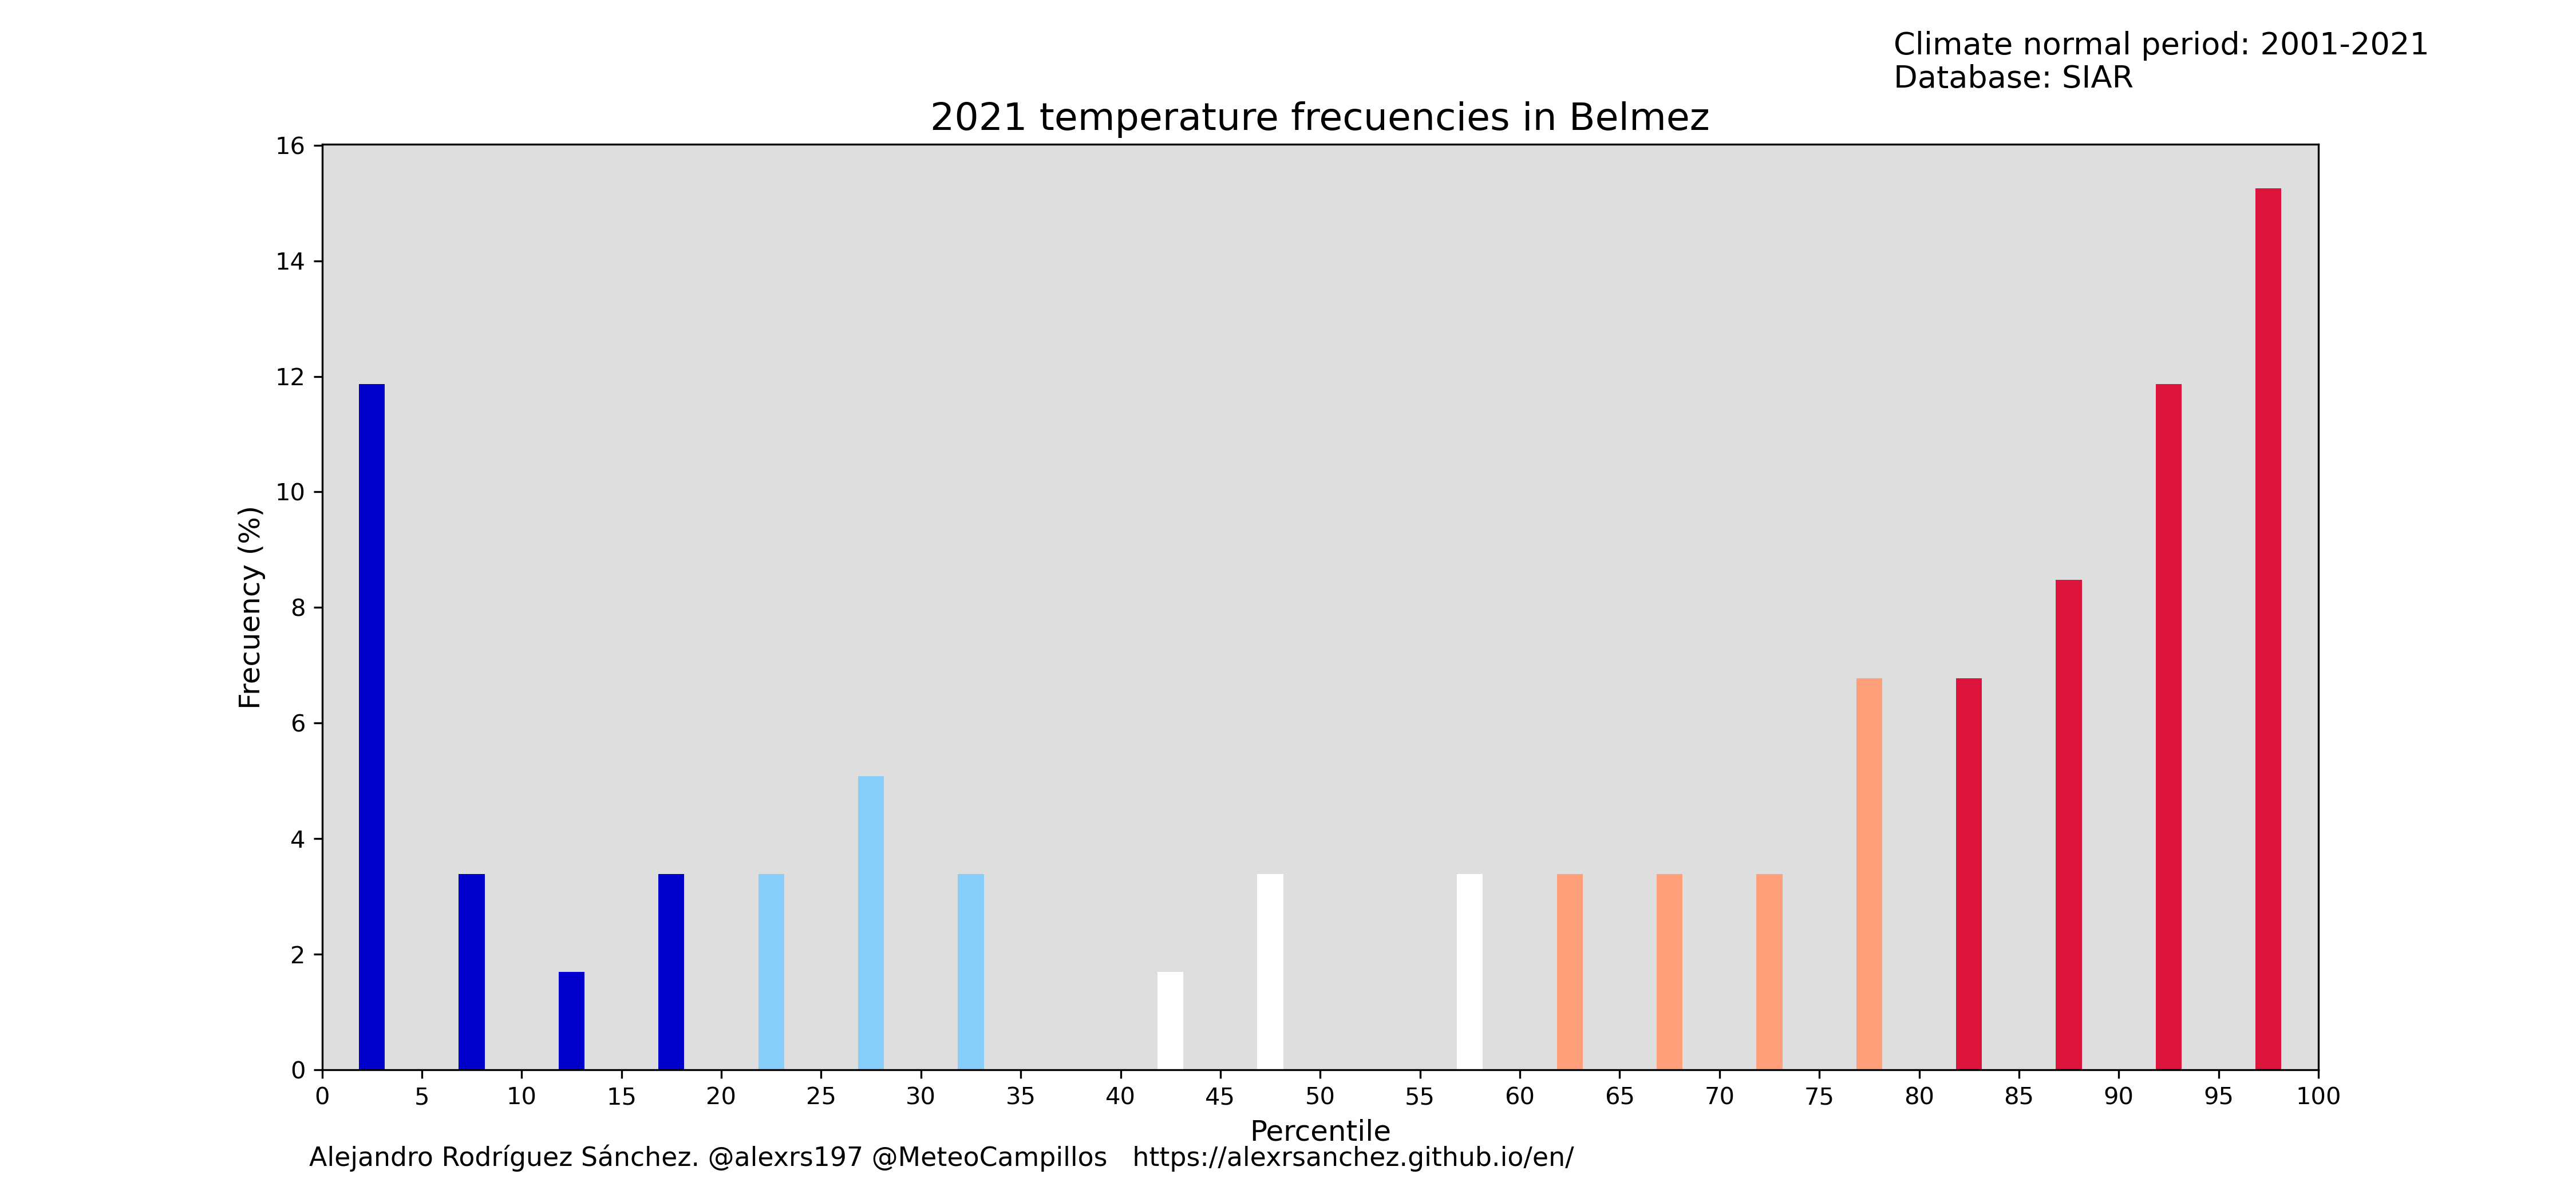 Climate normal period: 2001-2021
Database: SIAR
2021 temperature frecuencies in Belmez
16
14
12
10
8
6
4
2
0
Frecuency (%)
0 5 10 15 20 25 30 35 40 45 50 55 60 65 70 75 80 85 90 95 100
Percentile
Alejandro Rodríguez Sánchez. @alexrs197 @MeteoCampillos https://alexrsanchez.github.io/en/